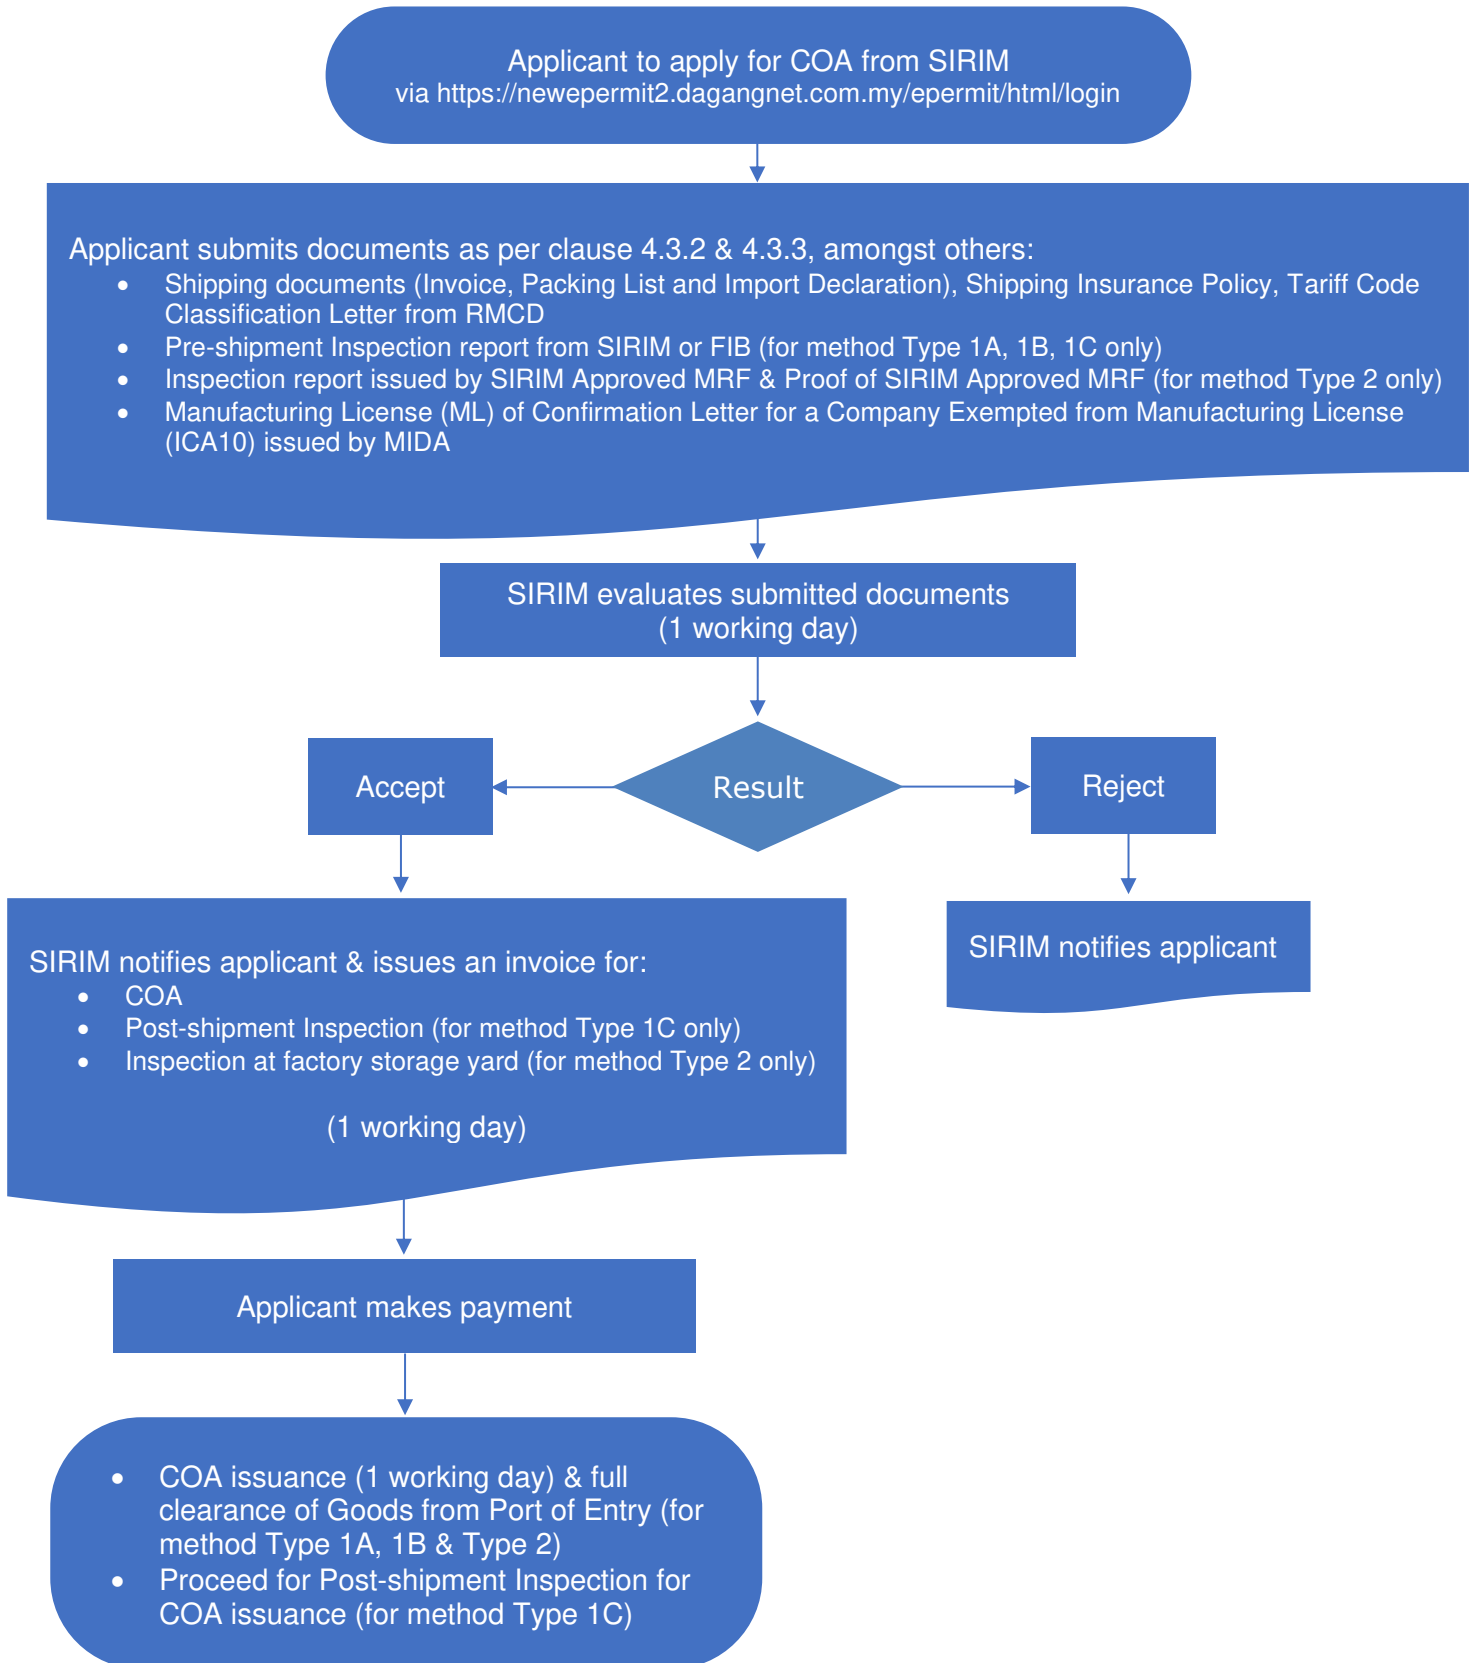 Applicant to apply for COA from SIRIM
via https://newepermit2.dagangnet.com.my/epermit/html/login
Applicant submits documents as per clause 4.3.2 & 4.3.3, amongst others:
• Shipping documents (Invoice, Packing List and Import Declaration), Shipping Insurance Policy, Tariff Code
Classification Letter from RMCD
• Pre-shipment Inspection report from SIRIM or FIB (for method Type 1A, 1B, 1C only)
• Inspection report issued by SIRIM Approved MRF & Proof of SIRIM Approved MRF (for method Type 2 only)
• Manufacturing License (ML) of Confirmation Letter for a Company Exempted from Manufacturing License
(ICA10) issued by MIDA
SIRIM evaluates submitted documents
(1 working day)
Accept
Result
Reject
SIRIM notifies applicant & issues an invoice for:
• COA
• Post-shipment Inspection (for method Type 1C only)
• Inspection at factory storage yard (for method Type 2 only)
(1 working day)
SIRIM notifies applicant
Applicant makes payment
• COA issuance (1 working day) & full
clearance of Goods from Port of Entry (for
method Type 1A, 1B & Type 2)
• Proceed for Post-shipment Inspection for
COA issuance (for method Type 1C)